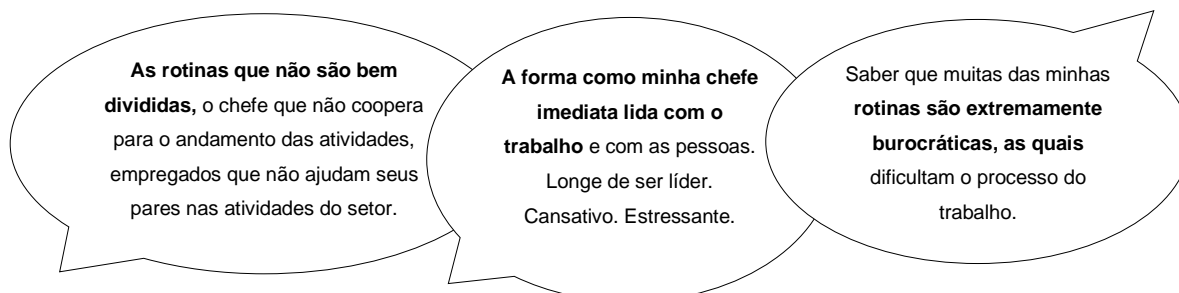 As rotinas que não são bem
divididas, o chefe que não coopera
para o andamento das atividades,
empregados que não ajudam seus
pares nas atividades do setor.
A forma como minha chefe
imediata lida com o
trabalho e com as pessoas.
Longe de ser líder.
Cansativo. Estressante.
Saber que muitas das minhas
rotinas são extremamente
burocráticas, as quais
dificultam o processo do
trabalho.